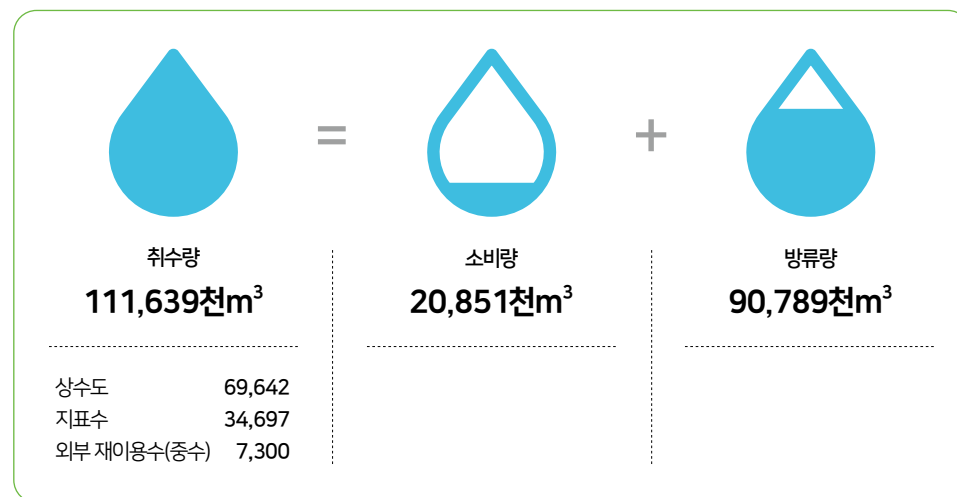 =
+
취수량
111,639천m³
소비량
20,851천m³
방류량
90,789천m³
상수도 69,642
지표수 34,697
외부 재이용수(중수) 7,300